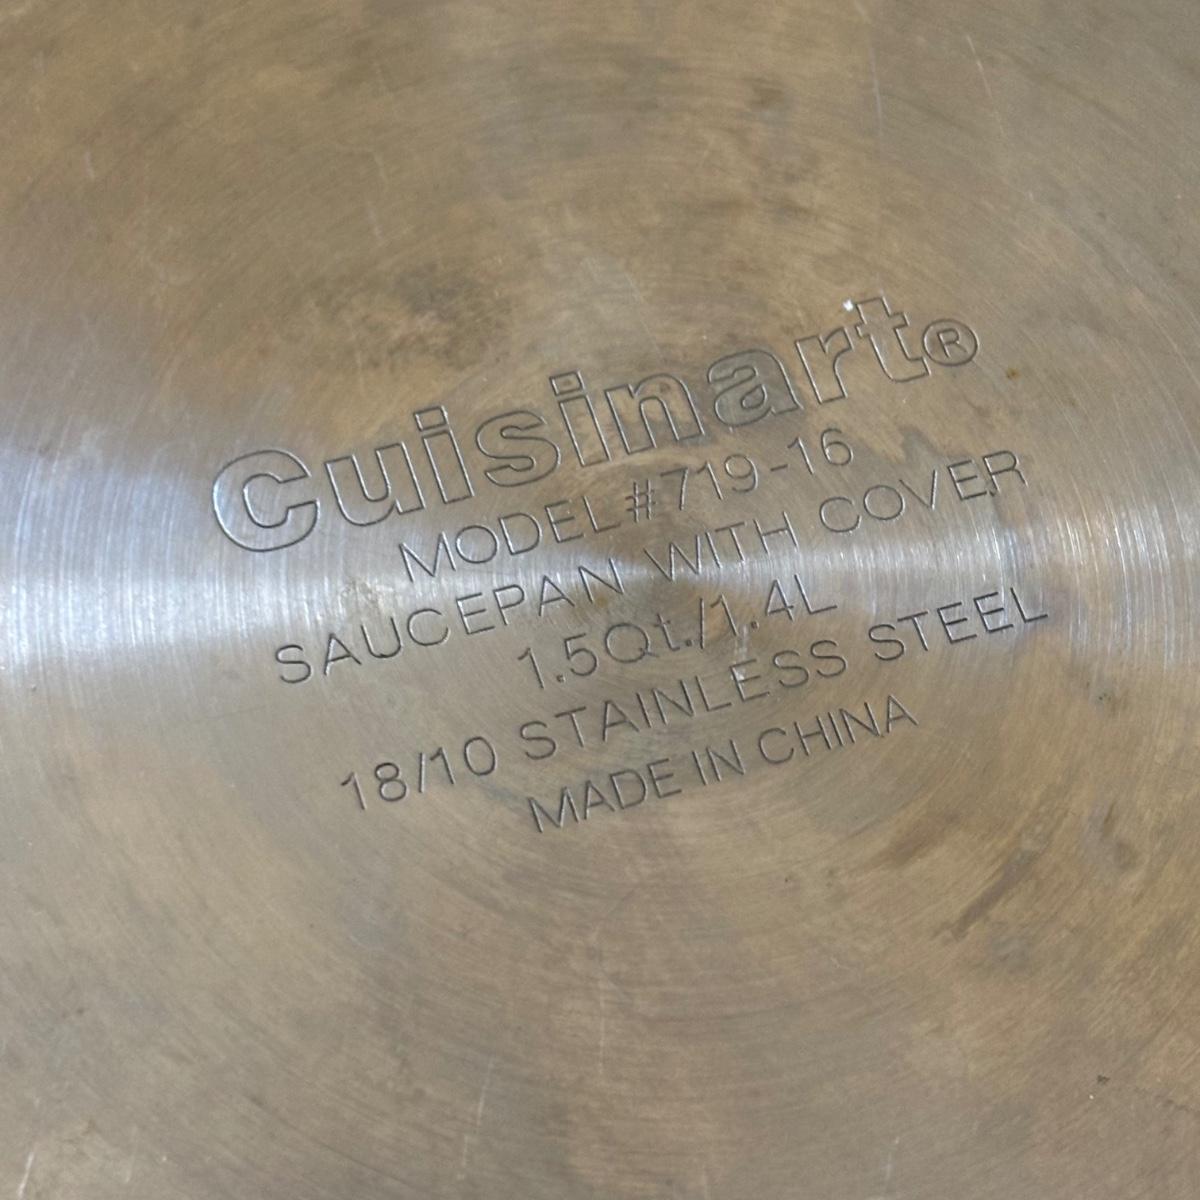 Cuisinart®
MODEL#719-16
SAUCEPAN WITH COVER
1.5Qt./1.4L
18/10 STAINLESS STEEL
MADE IN CHINA